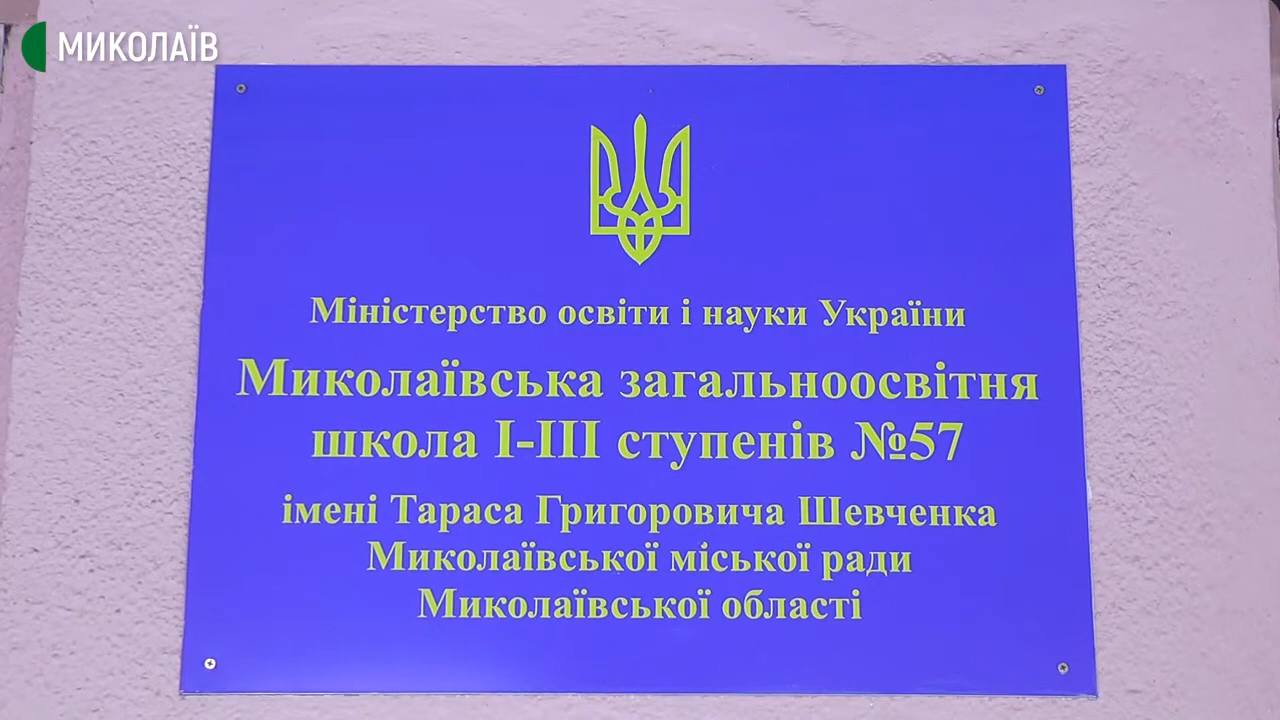 МИКОЛАЇВ
Міністерство освіти і науки України
Миколаївська загальноосвітня
школа І-ІІІ ступенів №57
імені Тараса Григоровича Шевченка
Миколаївської міської ради
Миколаївської області